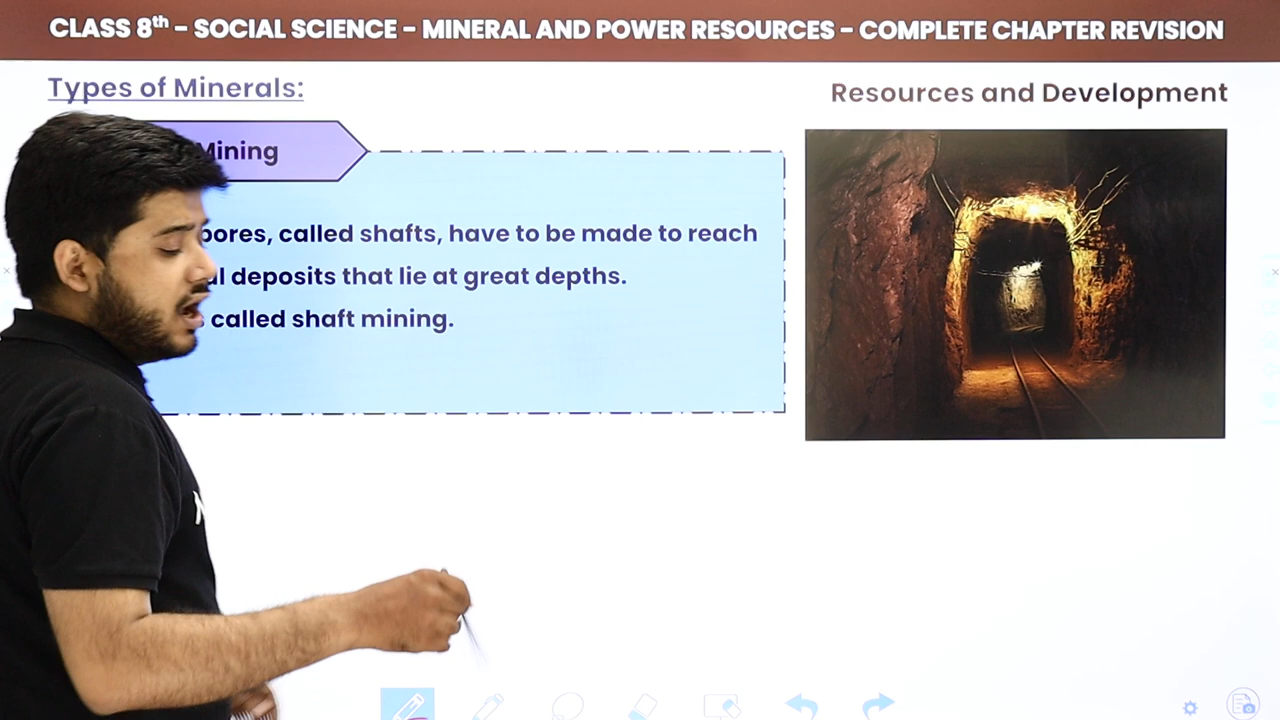 CLASS 8th - SOCIAL SCIENCE - MINERAL AND POWER RESOURCES - COMPLETE CHAPTER REVISION
Types of Minerals:
Resources and Development
Mining
called shafts, have to be made to reach
deposits that lie at great depths.
called shaft mining.